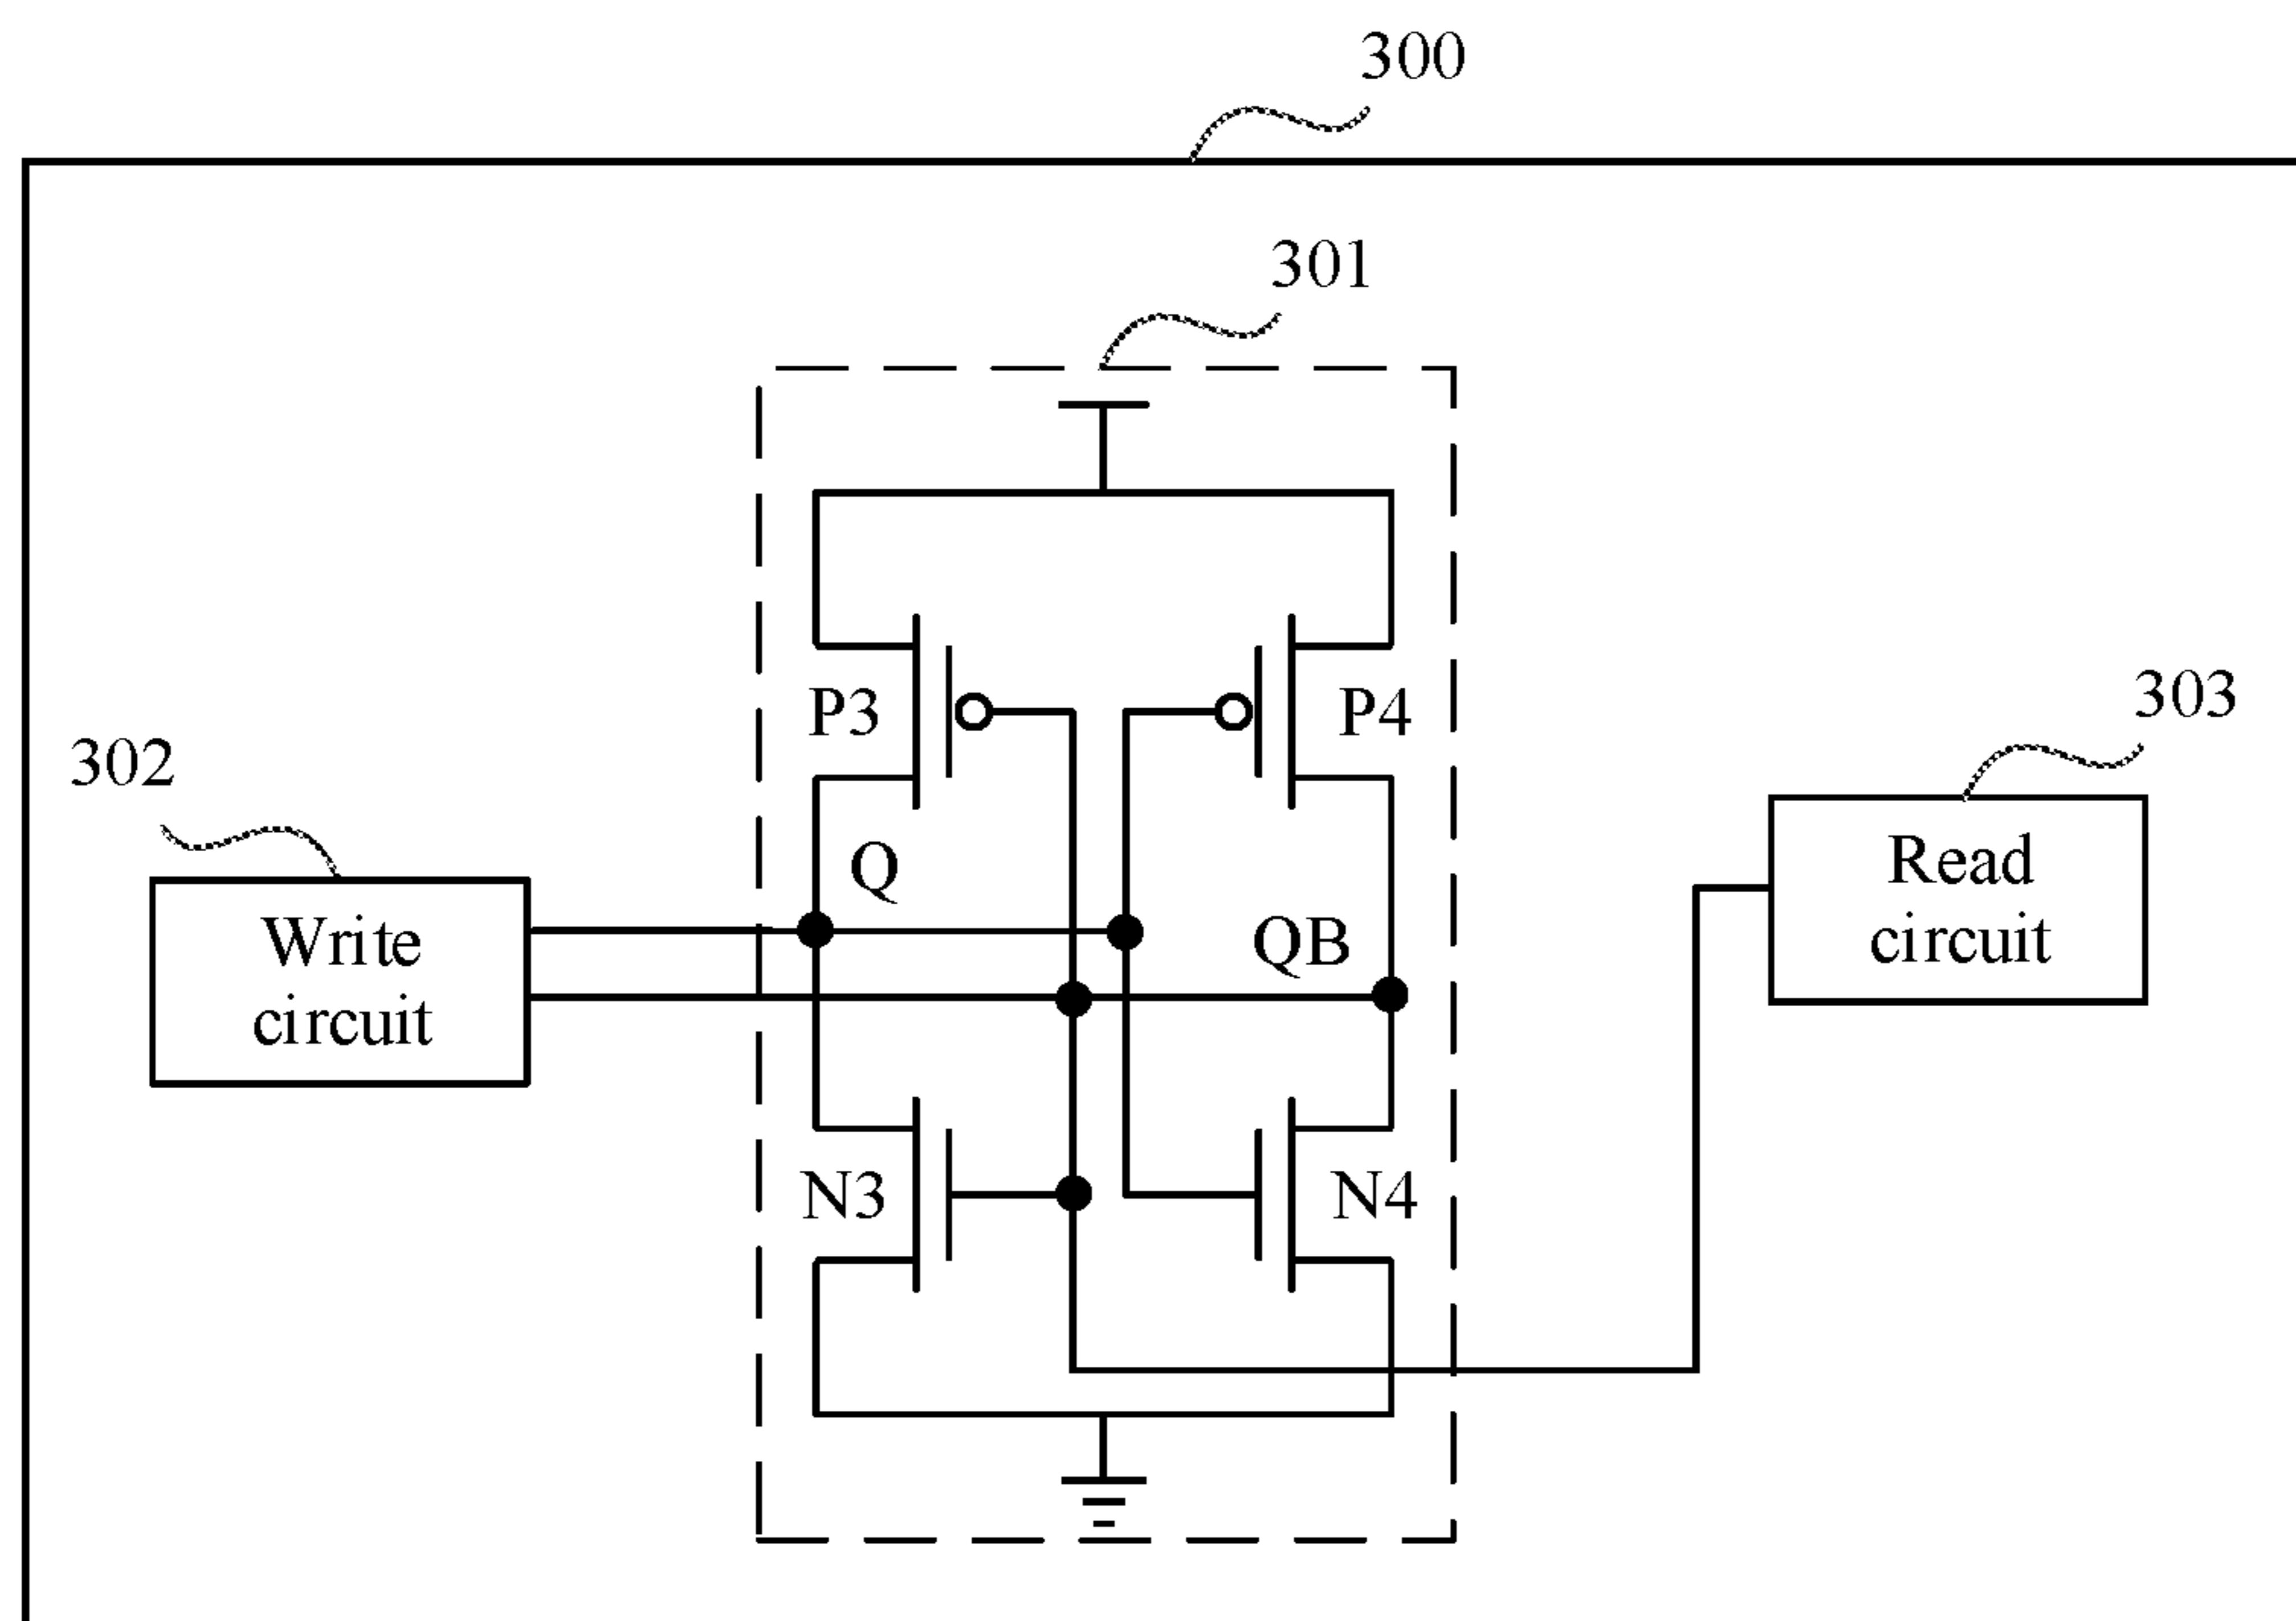 300
301
P3
P4
303
302
Q
Read
circuit
Write
circuit
QB
N3
N4